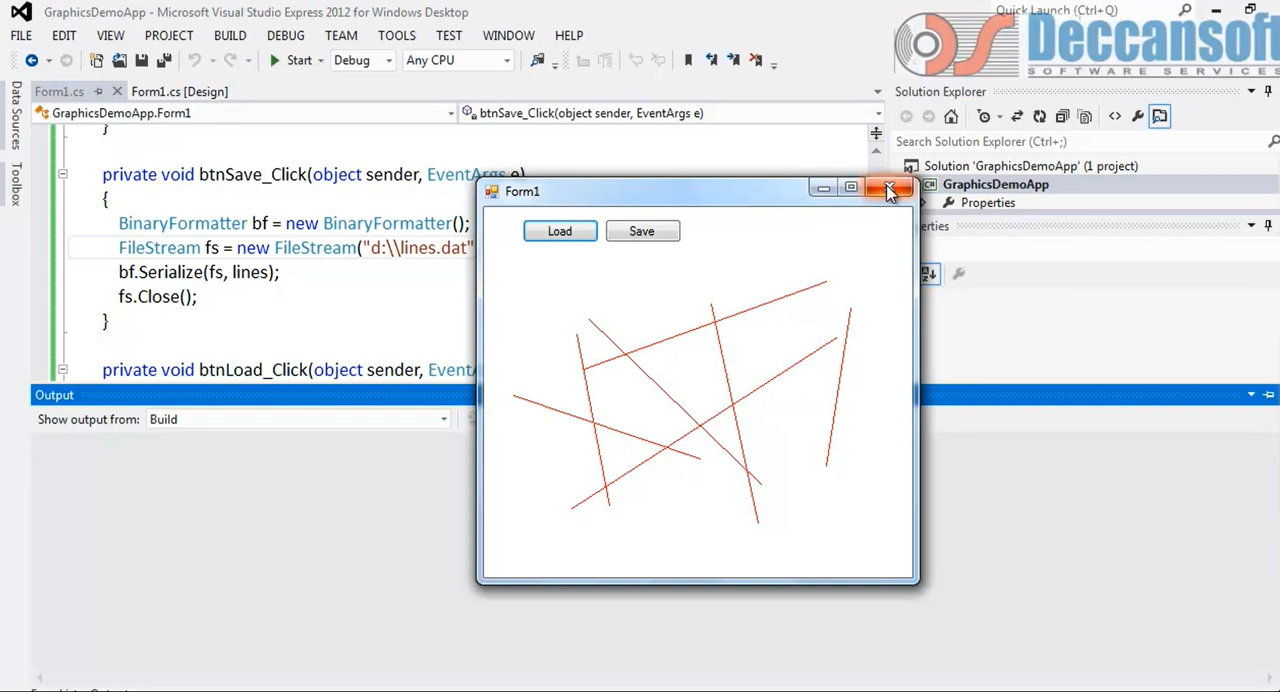 GraphicsDemoApp - Microsoft Visual Studio Express 2012 for Windows Desktop
Quick Launch (Ctrl+Q)
FILE EDIT VIEW PROJECT BUILD DEBUG TEAM TOOLS TEST WINDOW HELP
Deccansoft
SOFTWARE SERVICES
Start Debug Any CPU
Form1.cs Form1.cs [Design]
Solution Explorer
GraphicsDemoApp.Form1 btnSave_Click(object sender, EventArgs e)
Search Solution Explorer (Ctrl+;)
Data Sources
Toolbox
}
Solution 'GraphicsDemoApp' (1 project)
GraphicsDemoApp
Properties
private void btnSave_Click(object sender, EventArgs e)
{
BinaryFormatter bf = new BinaryFormatter();
FileStream fs = new FileStream("d:\\lines.dat"
bf.Serialize(fs, lines);
fs.Close();
}
private void btnLoad_Click(object sender,
Form1
Load Save
Output
Show output from: Build